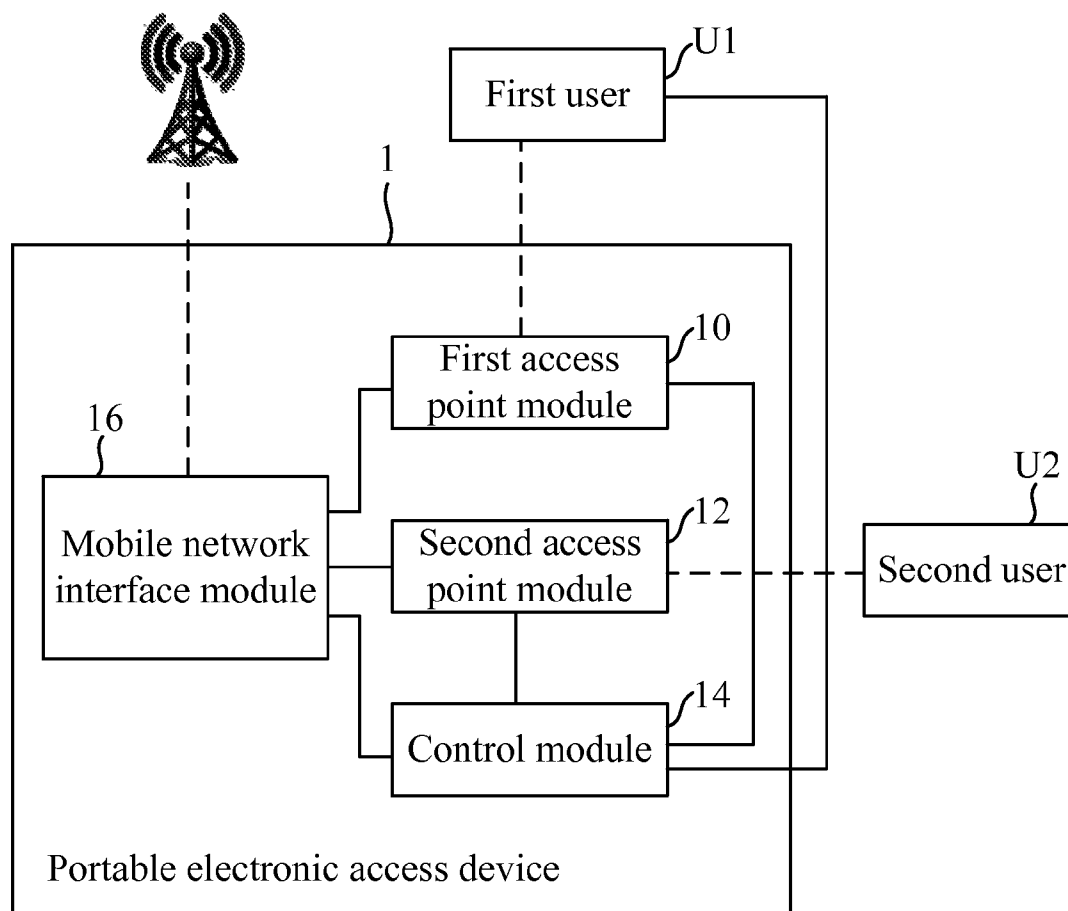 U1
First user
1
10
First access
point module
16
U2
Mobile network
interface module
12
Second access
point module
Second user
14
Control module
Portable electronic access device